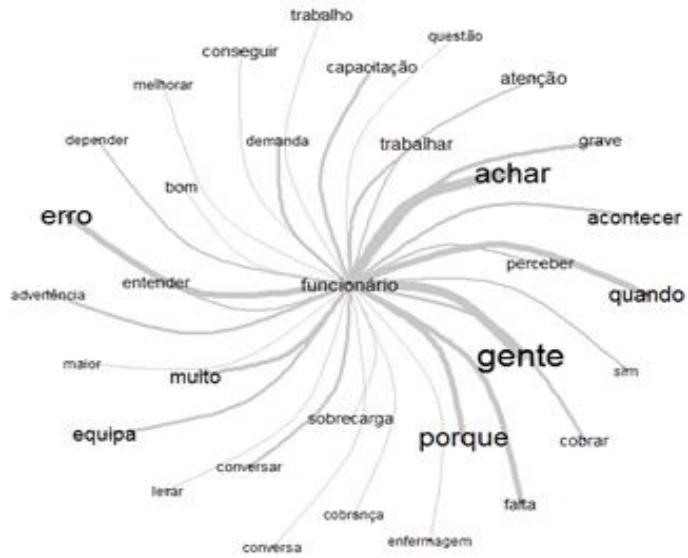 trabalho
questão
conseguir
capacitação
atenção
melhorar
depender
demanda
trabalhar
grave
achar
bom
erro
acontecer
perceber
entender
funcionário
advertência
quando
gente
maior
muito
sim
sobrecarga
equipa
porque
cobrar
conversar
falta
cobrança
enfermagem
conversa